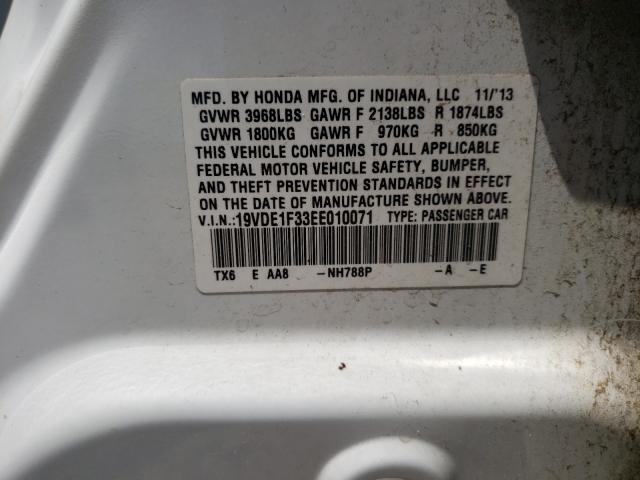 MFD. BY HONDA MFG. OF INDIANA, LLC 11/'13
GVWR 3968LBS GAWR F 2138LBS R 1874LBS
GVWR 1800KG GAWR F 970KG R 850KG
THIS VEHICLE CONFORMS TO ALL APPLICABLE
FEDERAL MOTOR VEHICLE SAFETY, BUMPER,
AND THEFT PREVENTION STANDARDS IN EFFECT
ON THE DATE OF MANUFACTURE SHOWN ABOVE.
V.I.N.:19VDE1F33EE010071 TYPE: PASSENGER CAR
TX6 E AA8 -NH788P -A -E